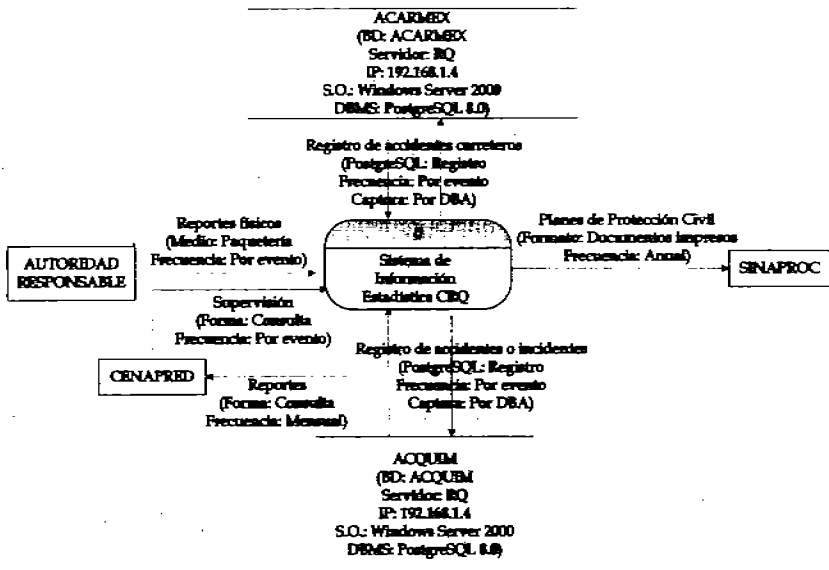 ACARMEX
(BD: ACARMEX
Servidor: RQ
IP: 192.168.1.4
S.O.: Windows Server 2000
DBMS: PostgreSQL 8.0)
Registro de accidentes carreteros
(PostgreSQL: Registro
Frecuencia: Por evento
Captura: Por DBA)
Reportes físicos
(Medio: Paquetería
Frecuencia: Por evento)
AUTORIDAD
RESPONSABLE
Supervisión
(Forma: Consulta
Frecuencia: Por evento)
Sistema de
Información
Estadística CRQ
Planes de Protección Civil
(Formato: Documentos impresos
Frecuencia: Anual)
SINAPROC
CENAPRED
Reportes
(Forma: Consulta
Frecuencia: Mensual)
Registro de accidentes o incidentes
(PostgreSQL: Registro
Frecuencia: Por evento
Captura: Por DBA)
ACQUIM
(BD: ACQUIM
Servidor: RQ
IP: 192.168.1.4
S.O.: Windows Server 2000
DBMS: PostgreSQL 8.0)